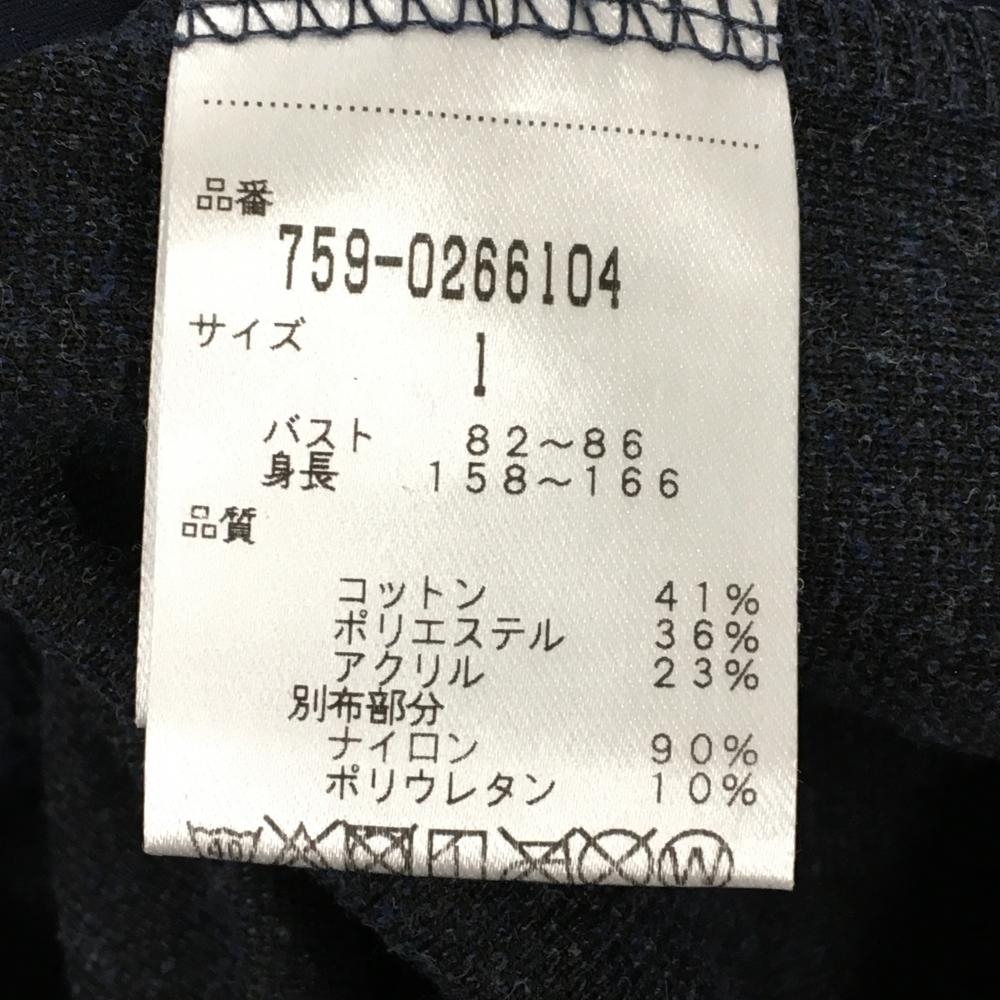 品番
759-0266104
サイズ
1
バスト 82~86
身長 158~166
品質
コットン 41%
ポリエステル 36%
アクリル 23%
別布部分
ナイロン 90%
ポリウレタン 10%
40 W